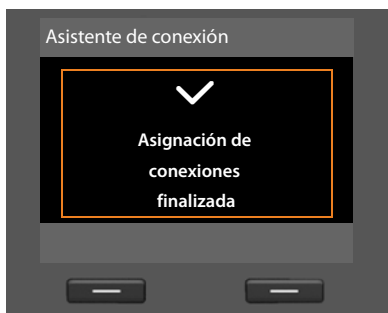 Asistente de conexión
Asignación de
conexiones
finalizada